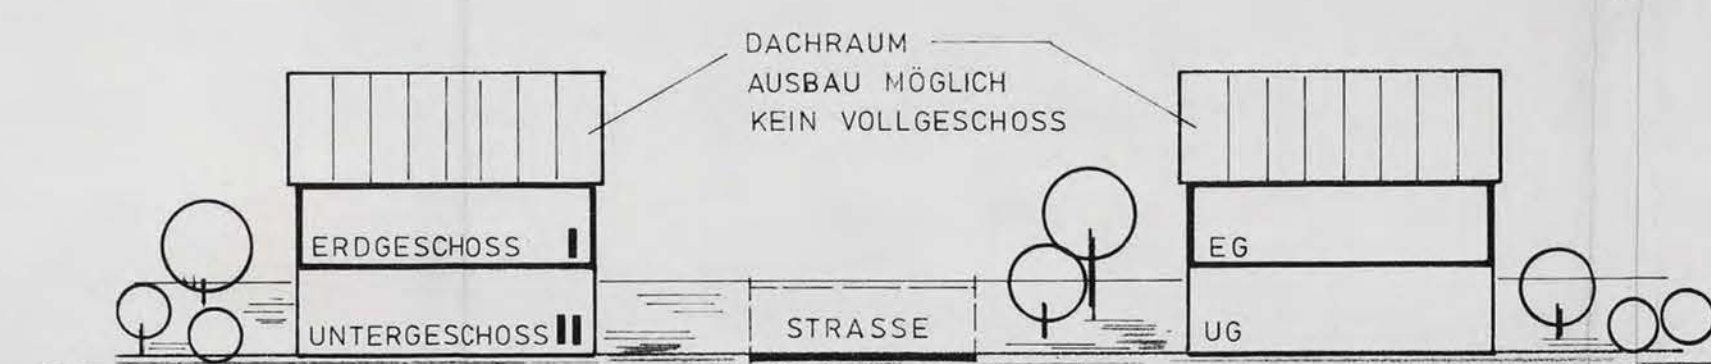 DACHRAUM
AUSBAU MÖGLICH
KEIN VOLLGESCHOSS
ERDGESCHOSS I
EG
UNTERGESCHOSS II
STRASSE
UG